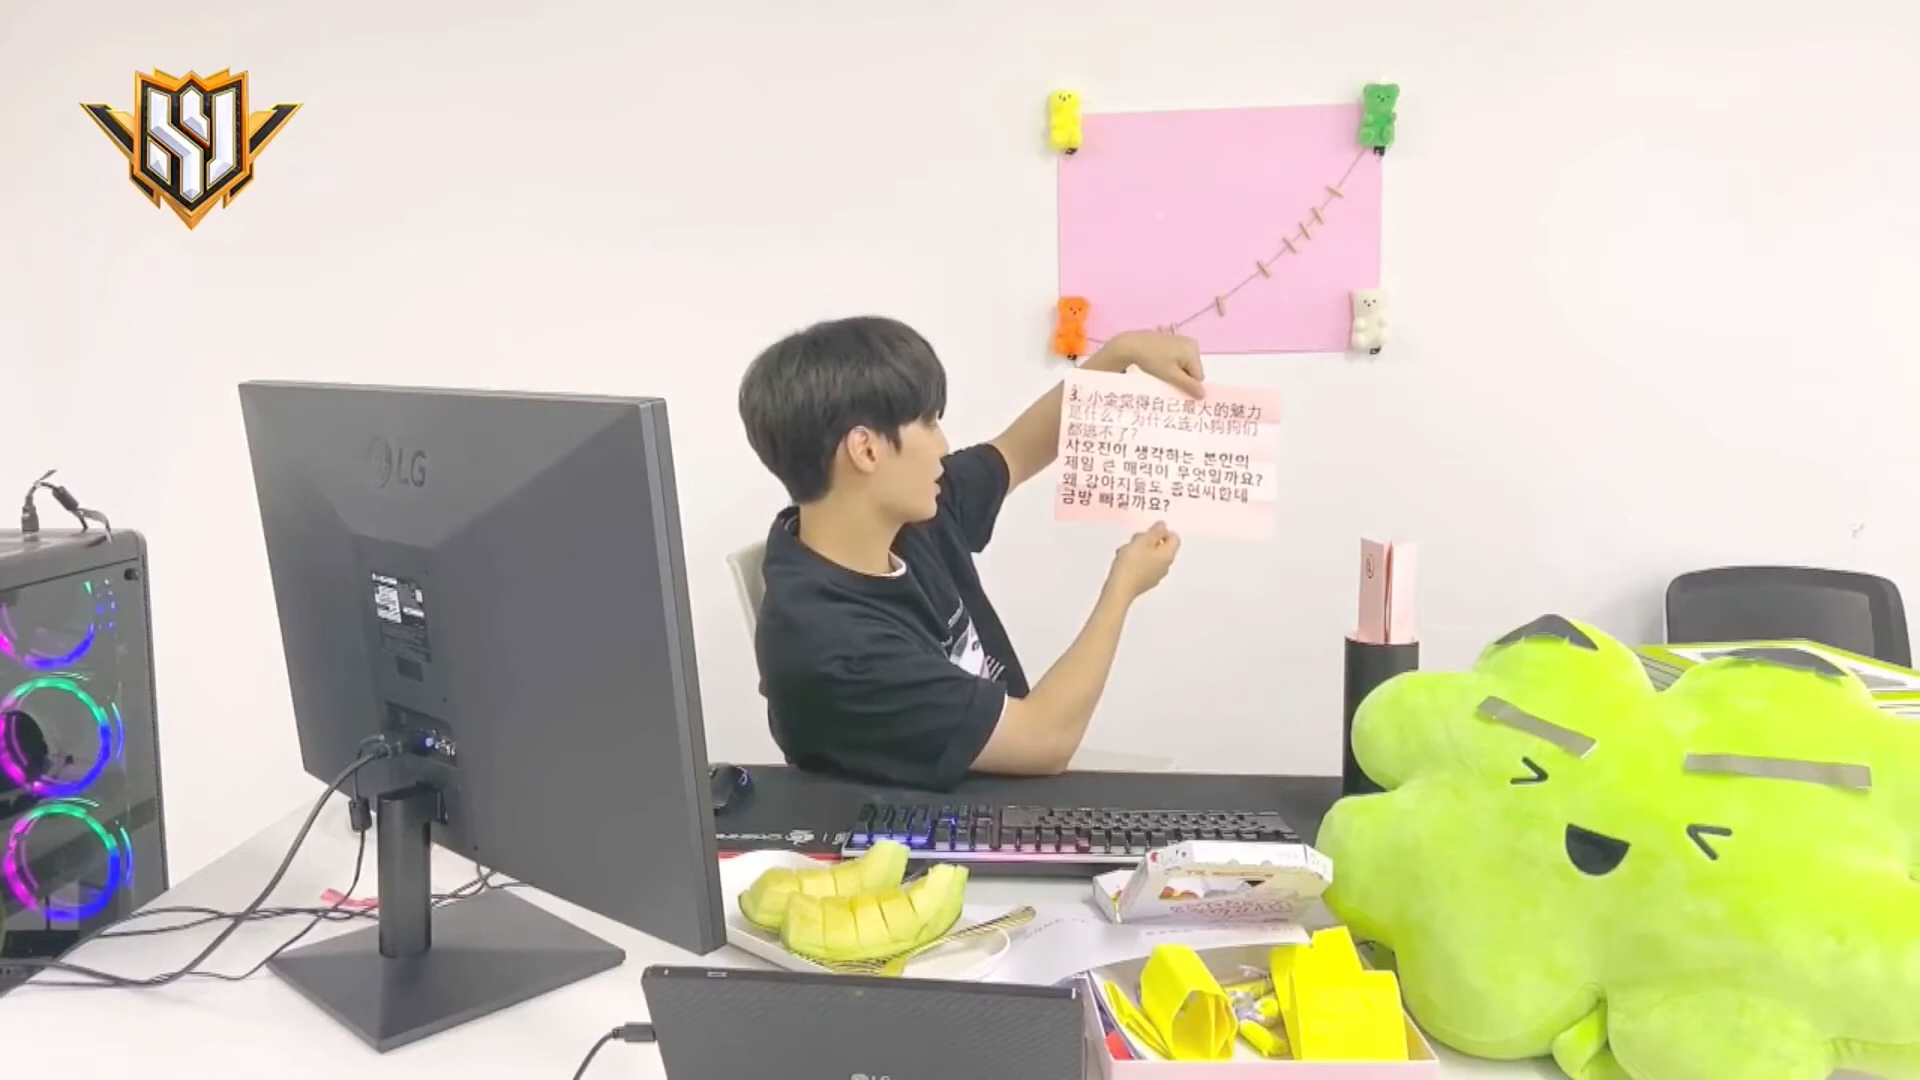 LG
3. 小金觉得自己最大的魅力
是什么？为什么连小狗狗们
都逃不了？
사오진이 생각하는 본인의
제일 큰 매력이 무엇일까요?
왜 강아지들도 중현씨한테
금방 빠질까요?
LG